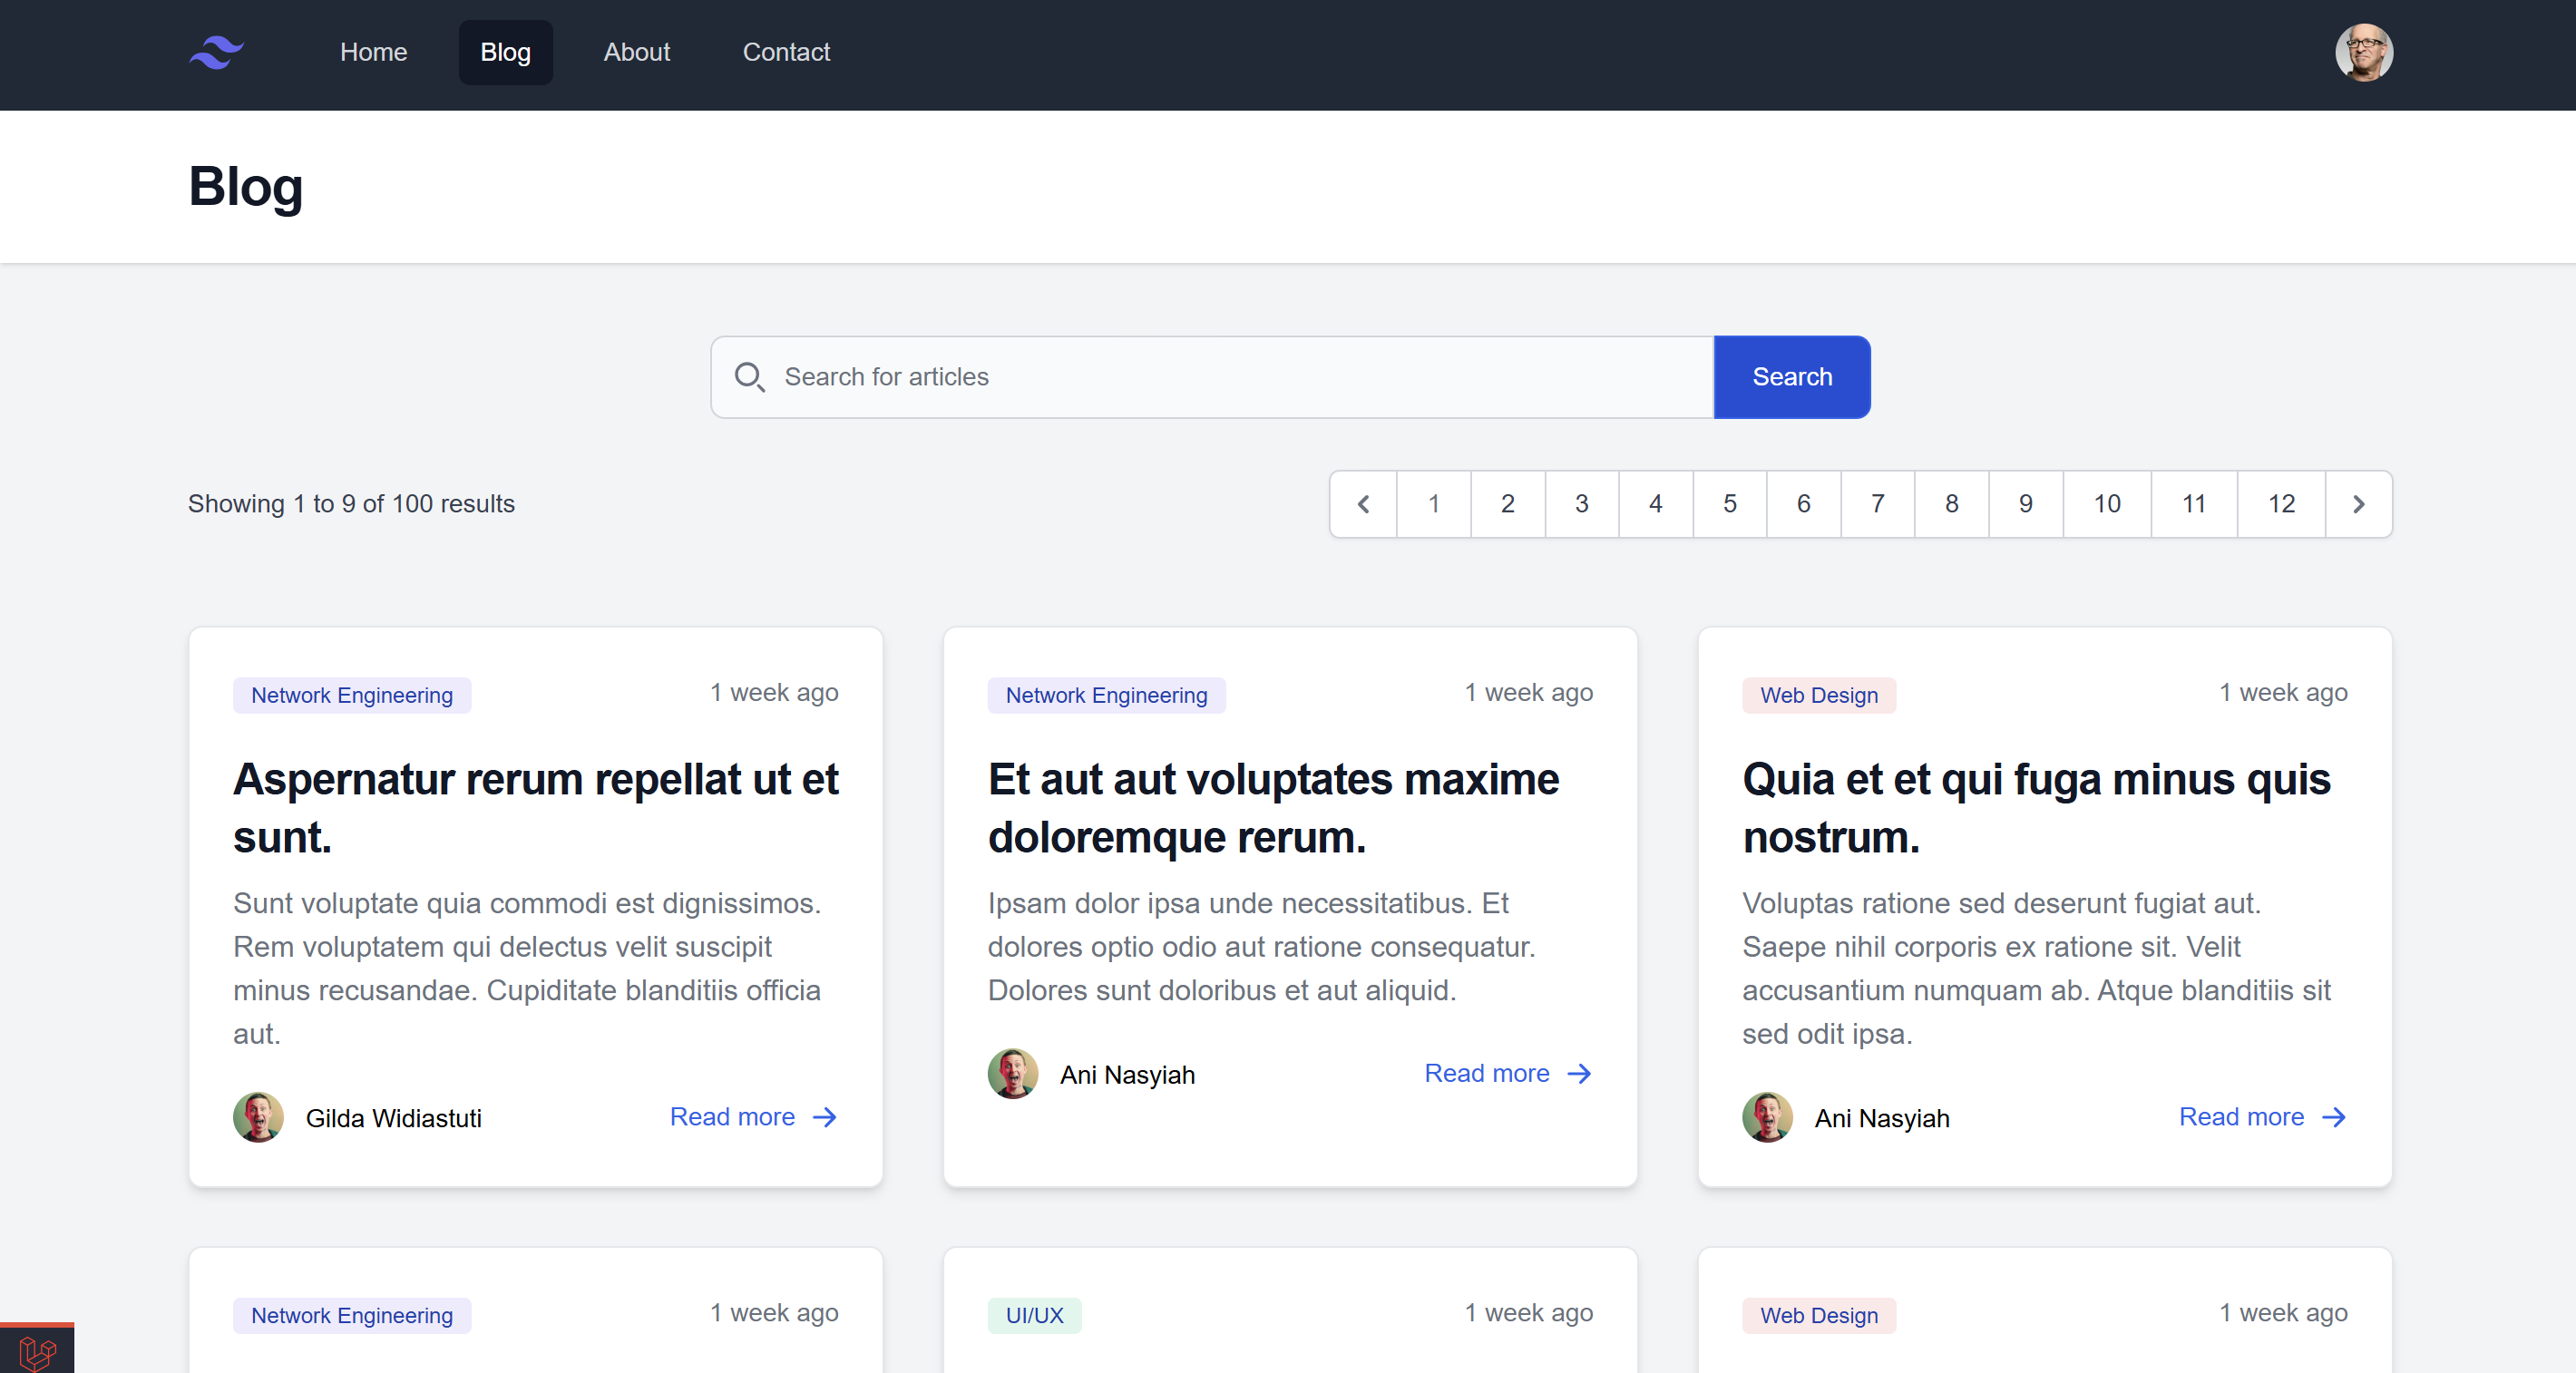 Home Blog About Contact
Blog
Search for articles Search
Showing 1 to 9 of 100 results 1 2 3 4 5 6 7 8 9 10 11 12
Network Engineering 1 week ago
Aspernatur rerum repellat ut et
sunt.
Sunt voluptate quia commodi est dignissimos.
Rem voluptatem qui delectus velit suscipit
minus recusandae. Cupiditate blanditiis officia
aut.
Gilda Widiastuti Read more
Network Engineering 1 week ago
Et aut aut voluptates maxime
doloremque rerum.
Ipsam dolor ipsa unde necessitatibus. Et
dolores optio odio aut ratione consequatur.
Dolores sunt doloribus et aut aliquid.
Ani Nasyiah Read more
Web Design 1 week ago
Quia et et qui fuga minus quis
nostrum.
Voluptas ratione sed deserunt fugiat aut.
Saepe nihil corporis ex ratione sit. Velit
accusantium numquam ab. Atque blanditiis sit
sed odit ipsa.
Ani Nasyiah Read more
Network Engineering 1 week ago
UI/UX 1 week ago
Web Design 1 week ago